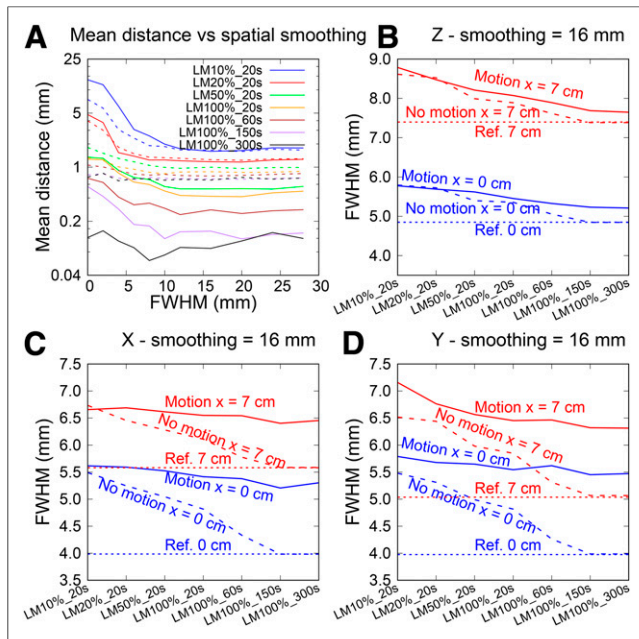 A Mean distance vs spatial smoothing
25
5
1
0.2
0.04
Mean distance (mm)
LM10%_20s
LM20%_20s
LM50%_20s
LM100%_20s
LM100%_60s
LM100%_150s
LM100%_300s
0 5 10 15 20 25 30
FWHM (mm)
B Z - smoothing = 16 mm
9.0
8.0
7.0
6.0
5.0
4.0
FWHM (mm)
Motion x = 7 cm
No motion x = 7 cm
Ref. 7 cm
Motion x = 0 cm
No motion x = 0 cm
Ref. 0 cm
LM10%_20s
LM20%_20s
LM50%_20s
LM100%_20s
LM100%_60s
LM100%_150s
LM100%_300s
C X - smoothing = 16 mm
7.5
7.0
6.5
6.0
5.5
5.0
4.5
4.0
3.5
FWHM (mm)
Motion x = 7 cm
No motion x = 7 cm
Ref. 7 cm
Motion x = 0 cm
No motion x = 0 cm
Ref. 0 cm
LM10%_20s
LM20%_20s
LM50%_20s
LM100%_20s
LM100%_60s
LM100%_150s
LM100%_300s
D Y - smoothing = 16 mm
7.5
7.0
6.5
6.0
5.5
5.0
4.5
4.0
3.5
FWHM (mm)
Motion x = 7 cm
No motion x = 7 cm
Motion x = 0 cm
Ref. 7 cm
No motion x = 0 cm
Ref. 0 cm
LM10%_20s
LM20%_20s
LM50%_20s
LM100%_20s
LM100%_60s
LM100%_150s
LM100%_300s